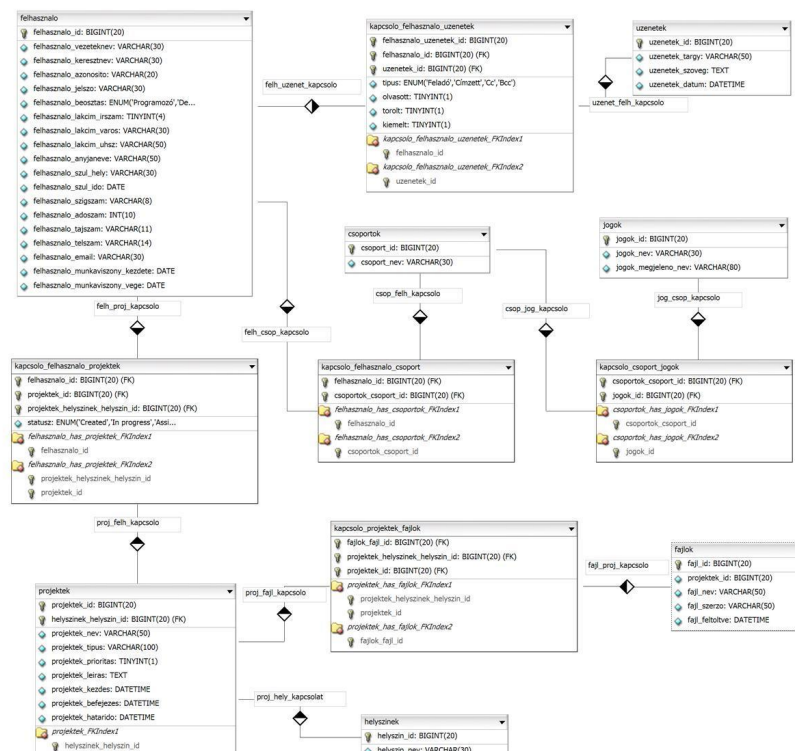 felhasznalo
felhasznalo_id: BIGINT(20)
felhasznalo_vezeteknev: VARCHAR(30)
felhasznalo_keresztnev: VARCHAR(30)
felhasznalo_azonosito: VARCHAR(20)
felhasznalo_jelszo: VARCHAR(30)
felhasznalo_beosztas: ENUM('Programozó','De...
felhasznalo_lakcim_irszam: TINYINT(4)
felhasznalo_lakcim_varos: VARCHAR(30)
felhasznalo_lakcim_uhsz: VARCHAR(50)
felhasznalo_anyjaneve: VARCHAR(50)
felhasznalo_szul_hely: VARCHAR(30)
felhasznalo_szul_ido: DATE
felhasznalo_szigszam: VARCHAR(8)
felhasznalo_adoszam: INT(10)
felhasznalo_tajszam: VARCHAR(11)
felhasznalo_telszam: VARCHAR(14)
felhasznalo_email: VARCHAR(30)
felhasznalo_munkaviszony_kezdete: DATE
felhasznalo_munkaviszony_vege: DATE
felh_uzenet_kapcsolo
kapcsolo_felhasznalo_uzenetek
felhasznalo_uzenetek_id: BIGINT(20)
felhasznalo_id: BIGINT(20) (FK)
uzenetek_id: BIGINT(20) (FK)
tipus: ENUM('Feladó','Címzett','Cc','Bcc')
olvasott: TINYINT(1)
torolt: TINYINT(1)
kiemelt: TINYINT(1)
kapcsolo_felhasznalo_uzenetek_FKIndex1
felhasznalo_id
kapcsolo_felhasznalo_uzenetek_FKIndex2
uzenetek_id
uzenetek
uzenetek_id: BIGINT(20)
uzenetek_targy: VARCHAR(50)
uzenetek_szoveg: TEXT
uzenetek_datum: DATETIME
uzenet_felh_kapcsolo
csoportok
csoport_id: BIGINT(20)
csoport_nev: VARCHAR(30)
jogok
jogok_id: BIGINT(20)
jogok_nev: VARCHAR(30)
jogok_megjeleno_nev: VARCHAR(80)
felh_proj_kapcsolo
felh_csop_kapcsolo
csop_felh_kapcsolo
csop_jog_kapcsolo
jog_csop_kapcsolo
kapcsolo_felhasznalo_projektek
felhasznalo_id: BIGINT(20) (FK)
projektek_id: BIGINT(20) (FK)
projektek_helyszinek_helyszin_id: BIGINT(20) (FK)
statusz: ENUM('Created','In progress','Assi...
felhasznalo_has_projektek_FKIndex1
felhasznalo_id
felhasznalo_has_projektek_FKIndex2
projektek_helyszinek_helyszin_id
projektek_id
kapcsolo_felhasznalo_csoport
felhasznalo_id: BIGINT(20) (FK)
csoportok_csoport_id: BIGINT(20) (FK)
felhasznalo_has_csoportok_FKIndex1
felhasznalo_id
felhasznalo_has_csoportok_FKIndex2
csoportok_csoport_id
kapcsolo_csoport_jogok
csoportok_csoport_id: BIGINT(20) (FK)
jogok_id: BIGINT(20) (FK)
csoportok_has_jogok_FKIndex1
csoportok_csoport_id
csoportok_has_jogok_FKIndex2
jogok_id
proj_felh_kapcsolo
kapcsolo_projektek_fajlok
fajlok_fajl_id: BIGINT(20) (FK)
projektek_helyszinek_helyszin_id: BIGINT(20) (FK)
projektek_id: BIGINT(20) (FK)
projektek_has_fajlok_FKIndex1
projektek_helyszinek_helyszin_id
projektek_id
projektek_has_fajlok_FKIndex2
fajlok_fajl_id
fajl_proj_kapcsolo
fajlok
fajl_id: BIGINT(20)
projektek_id: BIGINT(20)
fajl_nev: VARCHAR(50)
fajl_szerzo: VARCHAR(50)
fajl_feltoltve: DATETIME
proj_fajl_kapcsolo
projektek
projektek_id: BIGINT(20)
helyszinek_helyszin_id: BIGINT(20) (FK)
projektek_nev: VARCHAR(50)
projektek_tipus: VARCHAR(100)
projektek_prioritas: TINYINT(1)
projektek_leiras: TEXT
projektek_kezdes: DATETIME
projektek_befejezes: DATETIME
projektek_hatarido: DATETIME
projektek_FKIndex1
helyszinek_helyszin_id
proj_hely_kapcsolat
helyszinek
helyszin_id: BIGINT(20)
helyszin_nev: VARCHAR(30)